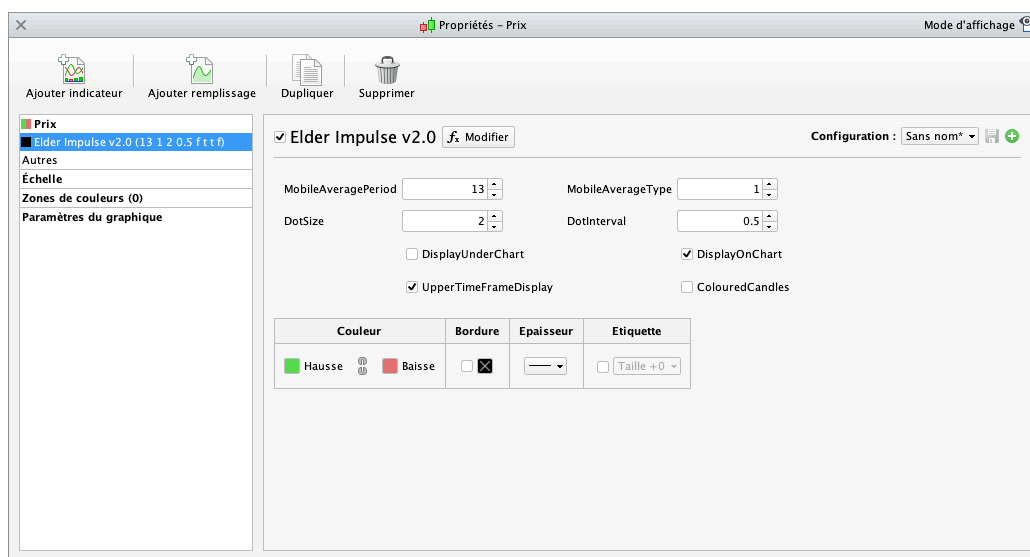 Propriétés – Prix
Mode d'affichage
Ajouter indicateur
Ajouter remplissage
Dupliquer
Supprimer
Prix
Elder Impulse v2.0 (13 1 2 0.5 f t t f)
Autres
Échelle
Zones de couleurs (0)
Paramètres du graphique
Elder Impulse v2.0
fx Modifier
Configuration :
Sans nom*
MobileAveragePeriod
13
MobileAverageType
1
DotSize
2
DotInterval
0.5
DisplayUnderChart
DisplayOnChart
UpperTimeFrameDisplay
ColouredCandles
Couleur
Bordure
Epaisseur
Etiquette
Hausse
Baisse
Taille +0